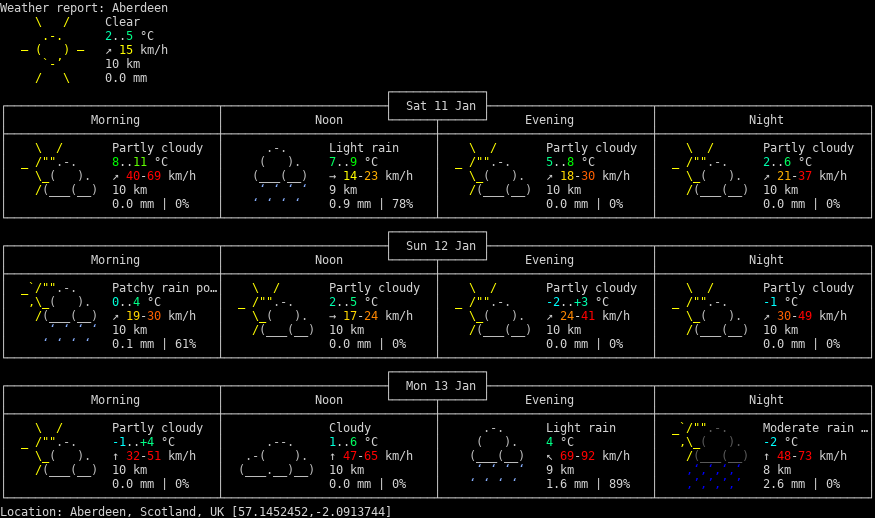 Weather report: Aberdeen
Clear
2..5 °C
↗ 15 km/h
10 km
0.0 mm
Sat 11 Jan
Morning Noon Evening Night
Partly cloudy Light rain Partly cloudy Partly cloudy
8..11 °C 7..9 °C 5..8 °C 2..6 °C
↗ 40-69 km/h → 14-23 km/h ↗ 18-30 km/h ↗ 21-37 km/h
10 km 9 km 10 km 10 km
0.0 mm | 0% 0.9 mm | 78% 0.0 mm | 0% 0.0 mm | 0%
Sun 12 Jan
Morning Noon Evening Night
Patchy rain po… Partly cloudy Partly cloudy Partly cloudy
0..4 °C 2..5 °C -2..+3 °C -1 °C
↗ 19-30 km/h → 17-24 km/h ↗ 24-41 km/h ↗ 30-49 km/h
10 km 10 km 10 km 10 km
0.1 mm | 61% 0.0 mm | 0% 0.0 mm | 0% 0.0 mm | 0%
Mon 13 Jan
Morning Noon Evening Night
Partly cloudy Cloudy Light rain Moderate rain …
-1..+4 °C 1..6 °C 4 °C -2 °C
↑ 32-51 km/h ↑ 47-65 km/h ↖ 69-92 km/h ↑ 48-73 km/h
10 km 10 km 9 km 8 km
0.0 mm | 0% 0.0 mm | 0% 1.6 mm | 89% 2.6 mm | 0%
Location: Aberdeen, Scotland, UK [57.1452452,-2.0913744]